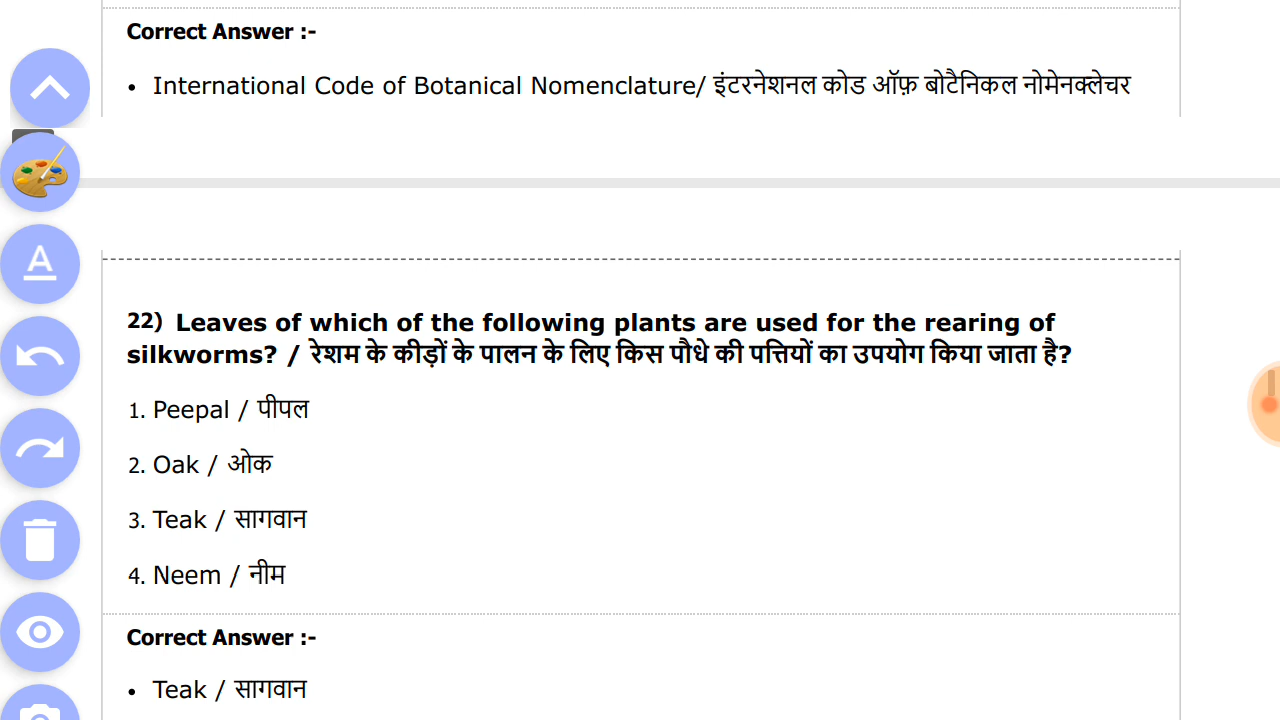 Correct Answer :-
• International Code of Botanical Nomenclature/ इंटरनेशनल कोड ऑफ़ बोटैनिकल नोमेनक्लेचर
A
22) Leaves of which of the following plants are used for the rearing of
silkworms? / रेशम के कीड़ों के पालन के लिए किस पौधे की पत्तियों का उपयोग किया जाता है?
1. Peepal / पीपल
2. Oak / ओक
3. Teak / सागवान
4. Neem / नीम
Correct Answer :-
• Teak / सागवान